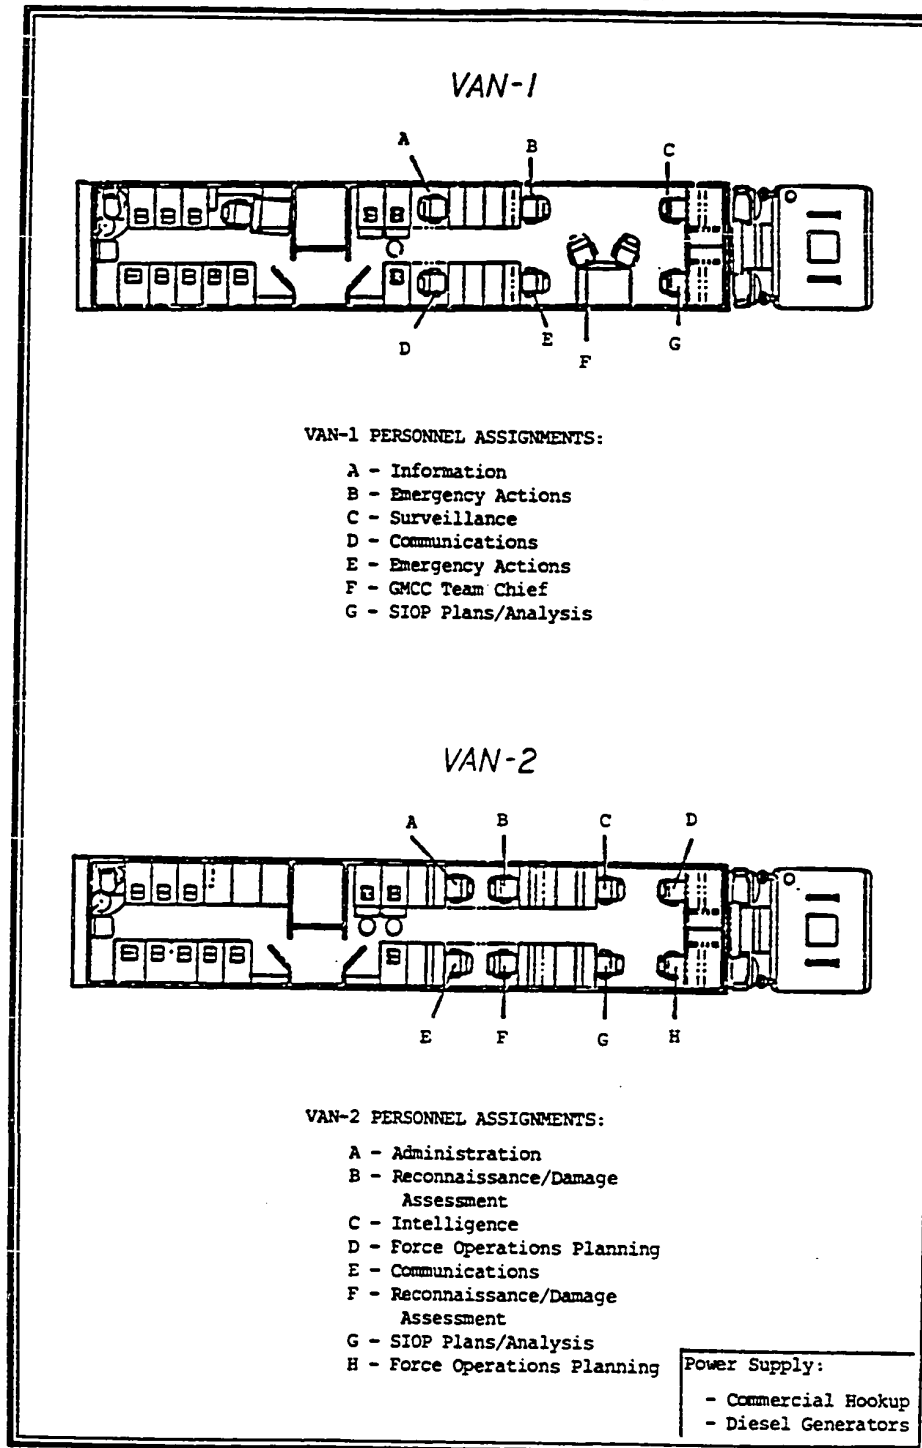 VAN-1
A
B
C
D
E
F
G
VAN-1 PERSONNEL ASSIGNMENTS:
A - Information
B - Emergency Actions
C - Surveillance
D - Communications
E - Emergency Actions
F - GMCC Team Chief
G - SIOP Plans/Analysis
VAN-2
A
B
C
D
E
F
G
H
VAN-2 PERSONNEL ASSIGNMENTS:
A - Administration
B - Reconnaissance/Damage
Assessment
C - Intelligence
D - Force Operations Planning
E - Communications
F - Reconnaissance/Damage
Assessment
G - SIOP Plans/Analysis
H - Force Operations Planning
Power Supply:
- Commercial Hookup
- Diesel Generators